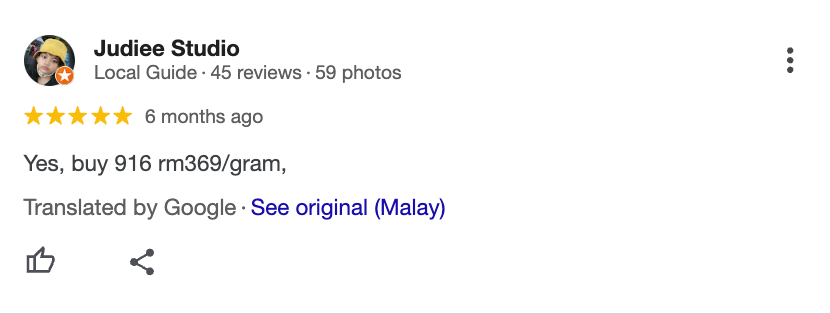 Judiee Studio
Local Guide · 45 reviews · 59 photos
6 months ago
Yes, buy 916 rm369/gram,
Translated by Google · See original (Malay)